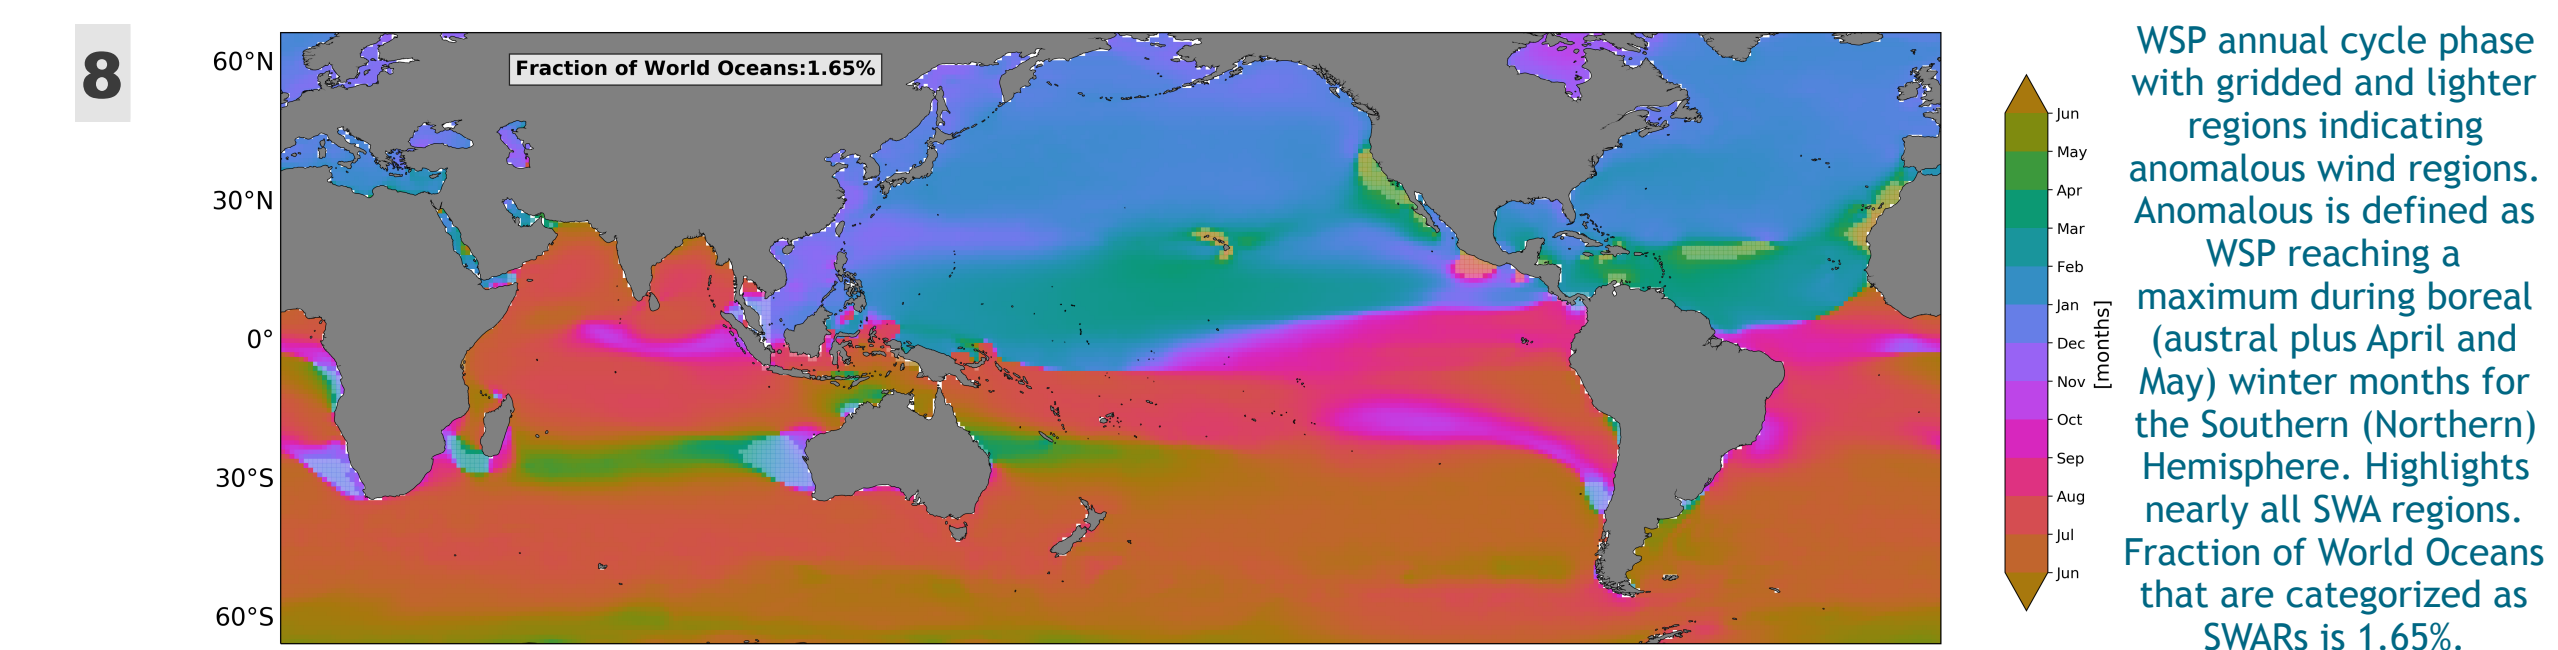 8
Fraction of World Oceans:1.65%
60°N
30°N
0°
30°S
60°S
Jun
May
Apr
Mar
Feb
Jan
Dec
Nov
Oct
Sep
Aug
Jul
Jun
[months]
WSP annual cycle phase
with gridded and lighter
regions indicating
anomalous wind regions.
Anomalous is defined as
WSP reaching a
maximum during boreal
(austral plus April and
May) winter months for
the Southern (Northern)
Hemisphere. Highlights
nearly all SWA regions.
Fraction of World Oceans
that are categorized as
SWARs is 1.65%.